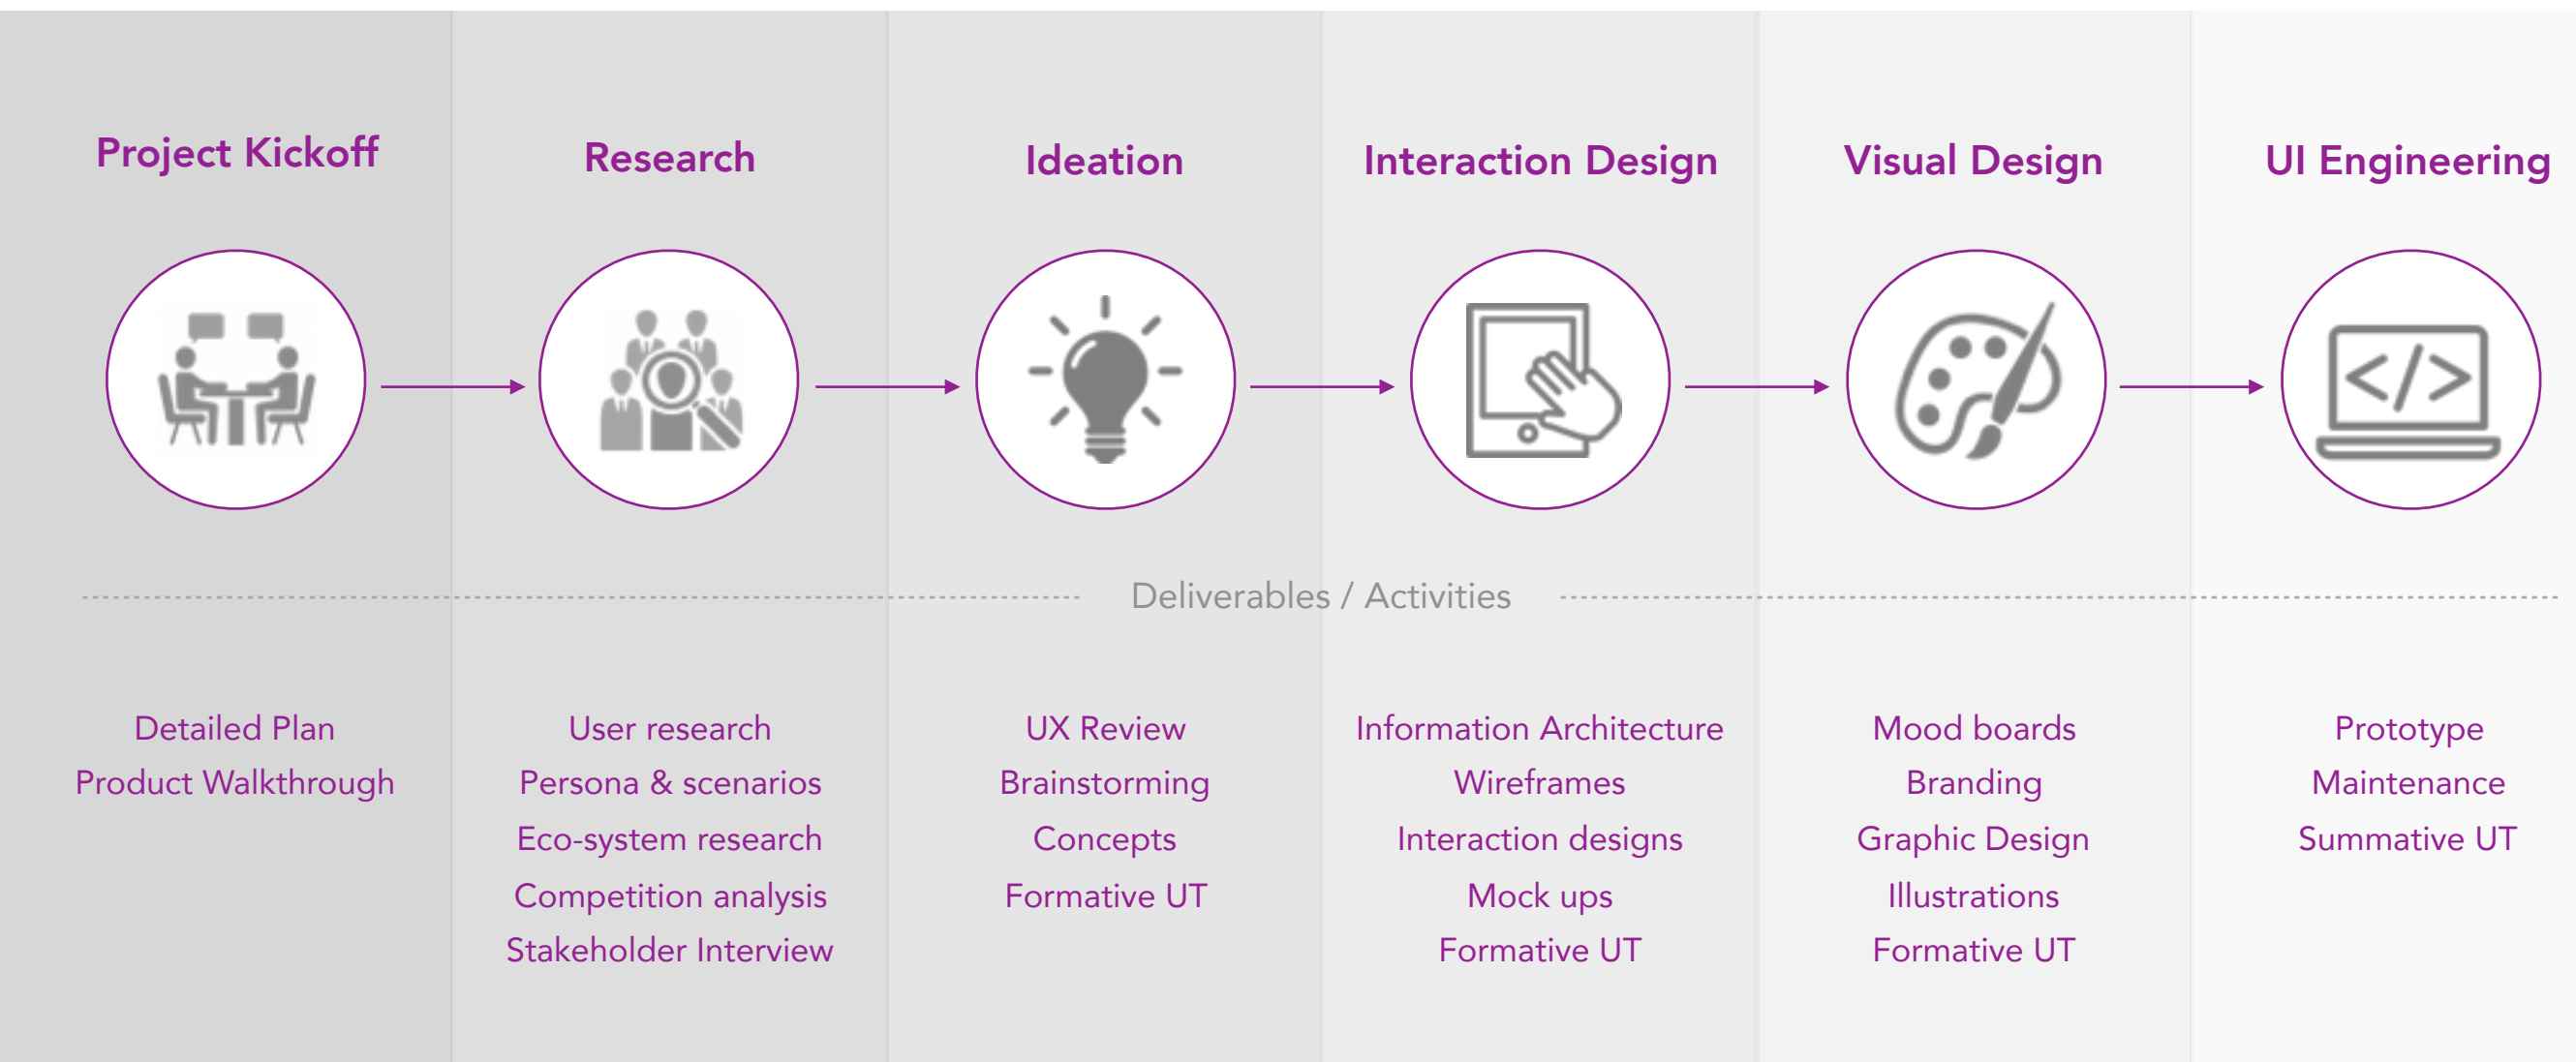 Project Kickoff
Research
Ideation
Interaction Design
Visual Design
UI Engineering
</>
Deliverables / Activities
Detailed Plan
Product Walkthrough
User research
Persona & scenarios
Eco-system research
Competition analysis
Stakeholder Interview
UX Review
Brainstorming
Concepts
Formative UT
Information Architecture
Wireframes
Interaction designs
Mock ups
Formative UT
Mood boards
Branding
Graphic Design
Illustrations
Formative UT
Prototype
Maintenance
Summative UT